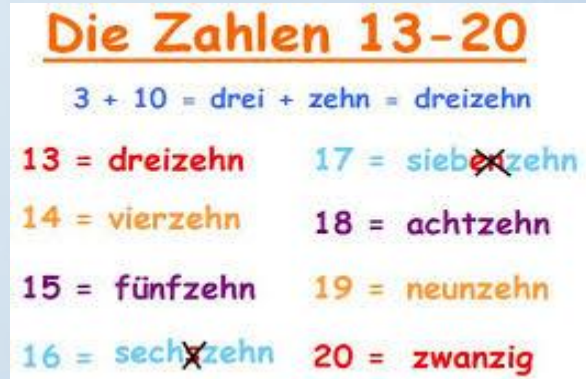 Die Zahlen 13-20
3 + 10 = drei + zehn = dreizehn
13 = dreizehn
17 = siebenzehn
14 = vierzehn
18 = achtzehn
15 = fünfzehn
19 = neunzehn
16 = sechszehn
20 = zwanzig